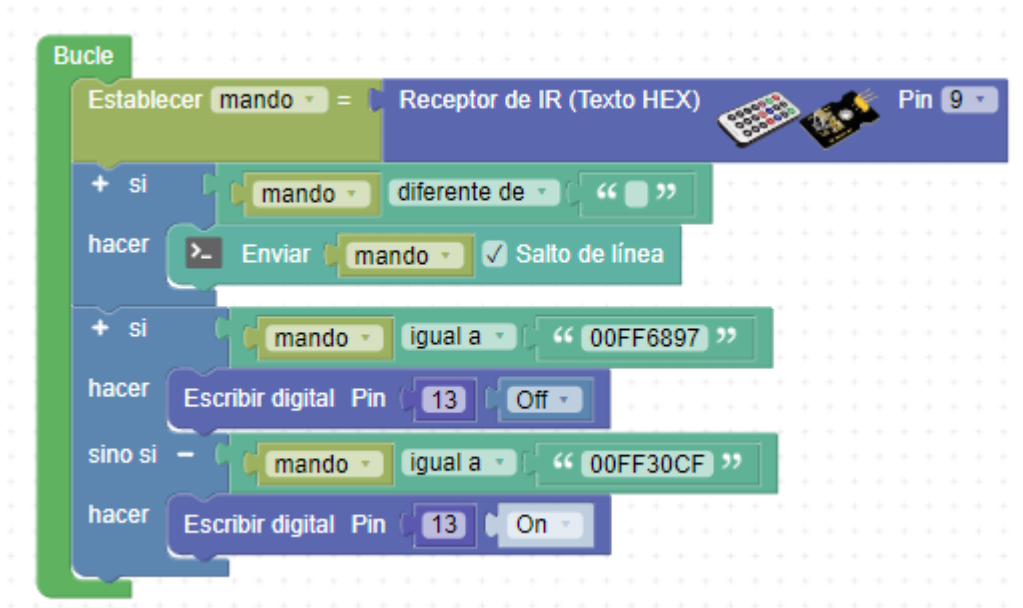 Bucle
Establecer mando = Receptor de IR (Texto HEX) Pin 9
+ si mando diferente de “ ”
hacer >_ Enviar mando ✓ Salto de línea
+ si mando igual a “ 00FF6897 ”
hacer Escribir digital Pin 13 Off
sino si − mando igual a “ 00FF30CF ”
hacer Escribir digital Pin 13 On